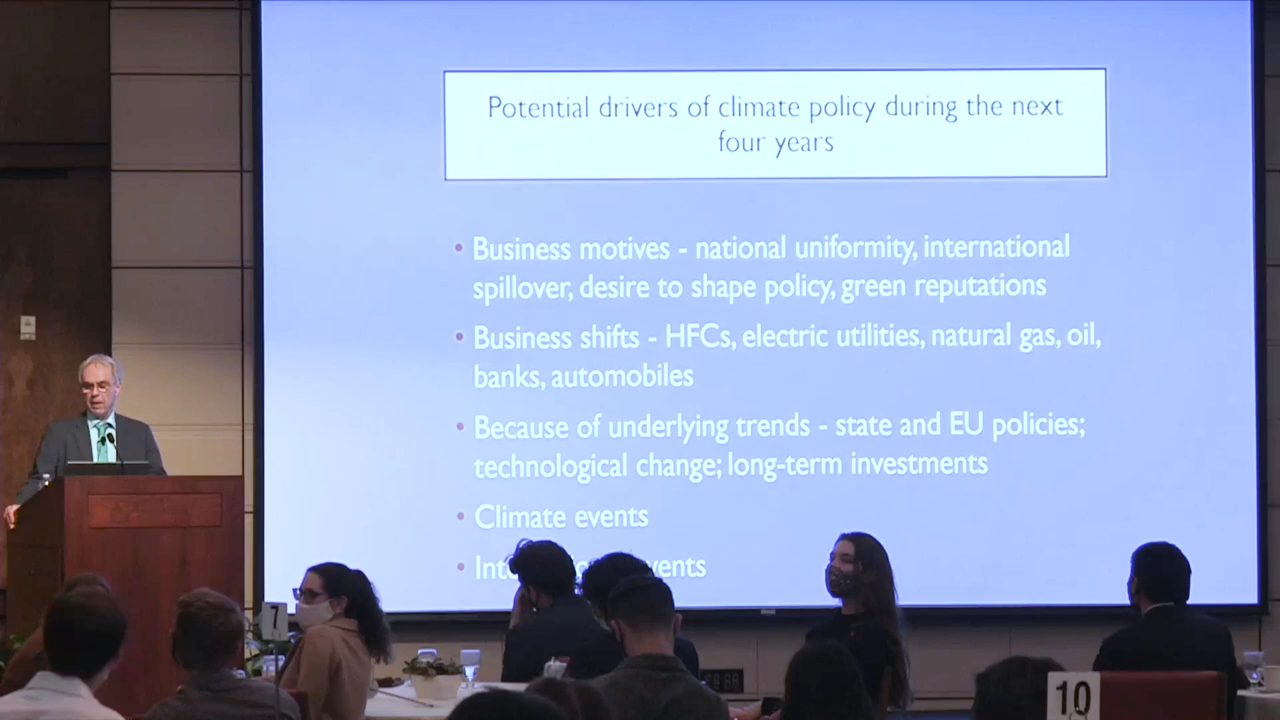 Potential drivers of climate policy during the next
four years
• Business motives - national uniformity, international
spillover, desire to shape policy, green reputations
• Business shifts - HFCs, electric utilities, natural gas, oil,
banks, automobiles
• Because of underlying trends - state and EU policies;
technological change; long-term investments
• Climate events
•
7
10